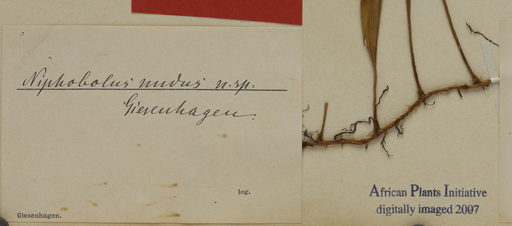 Niphobolus nudus n. sp.
Giesenhagen.
leg.
Giesenhagen.
African Plants Initiative
digitally imaged 2007